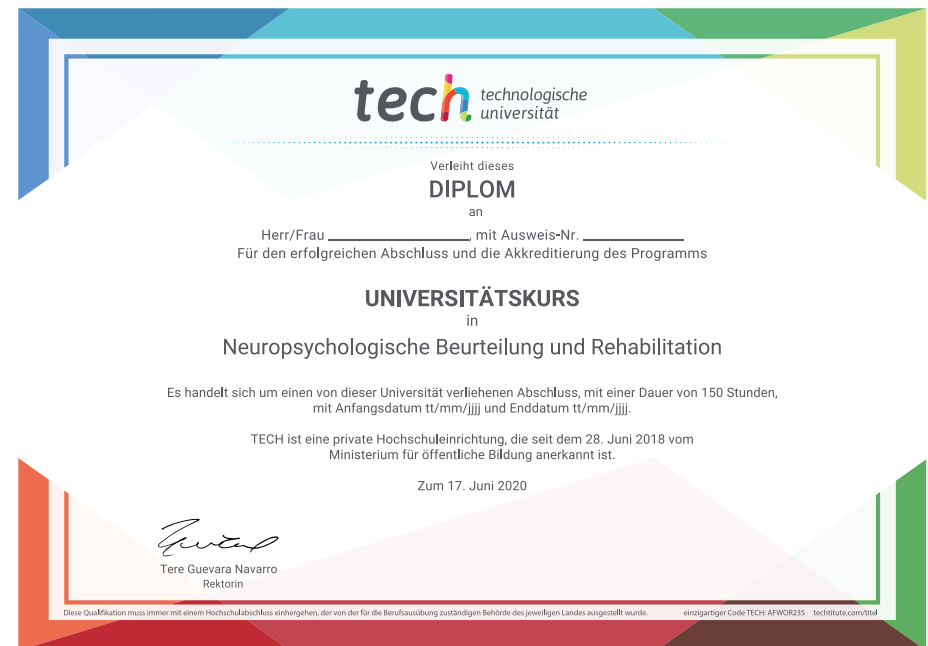 tech technologische
universität
Verleiht dieses
DIPLOM
an
Herr/Frau ____________________, mit Ausweis-Nr. ______________
Für den erfolgreichen Abschluss und die Akkreditierung des Programms
UNIVERSITÄTSKURS
in
Neuropsychologische Beurteilung und Rehabilitation
Es handelt sich um einen von dieser Universität verliehenen Abschluss, mit einer Dauer von 150 Stunden,
mit Anfangsdatum tt/mm/jjjj und Enddatum tt/mm/jjjj.
TECH ist eine private Hochschuleinrichtung, die seit dem 28. Juni 2018 vom
Ministerium für öffentliche Bildung anerkannt ist.
Zum 17. Juni 2020
Tere Guevara Navarro
Rektorin
Diese Qualifikation muss immer mit einem Hochschulabschluss einhergehen, der von der für die Berufsausübung zuständigen Behörde des jeweiligen Landes ausgestellt wurde. einzigartiger Code TECH: AFWOR23S techtitute.com/titel